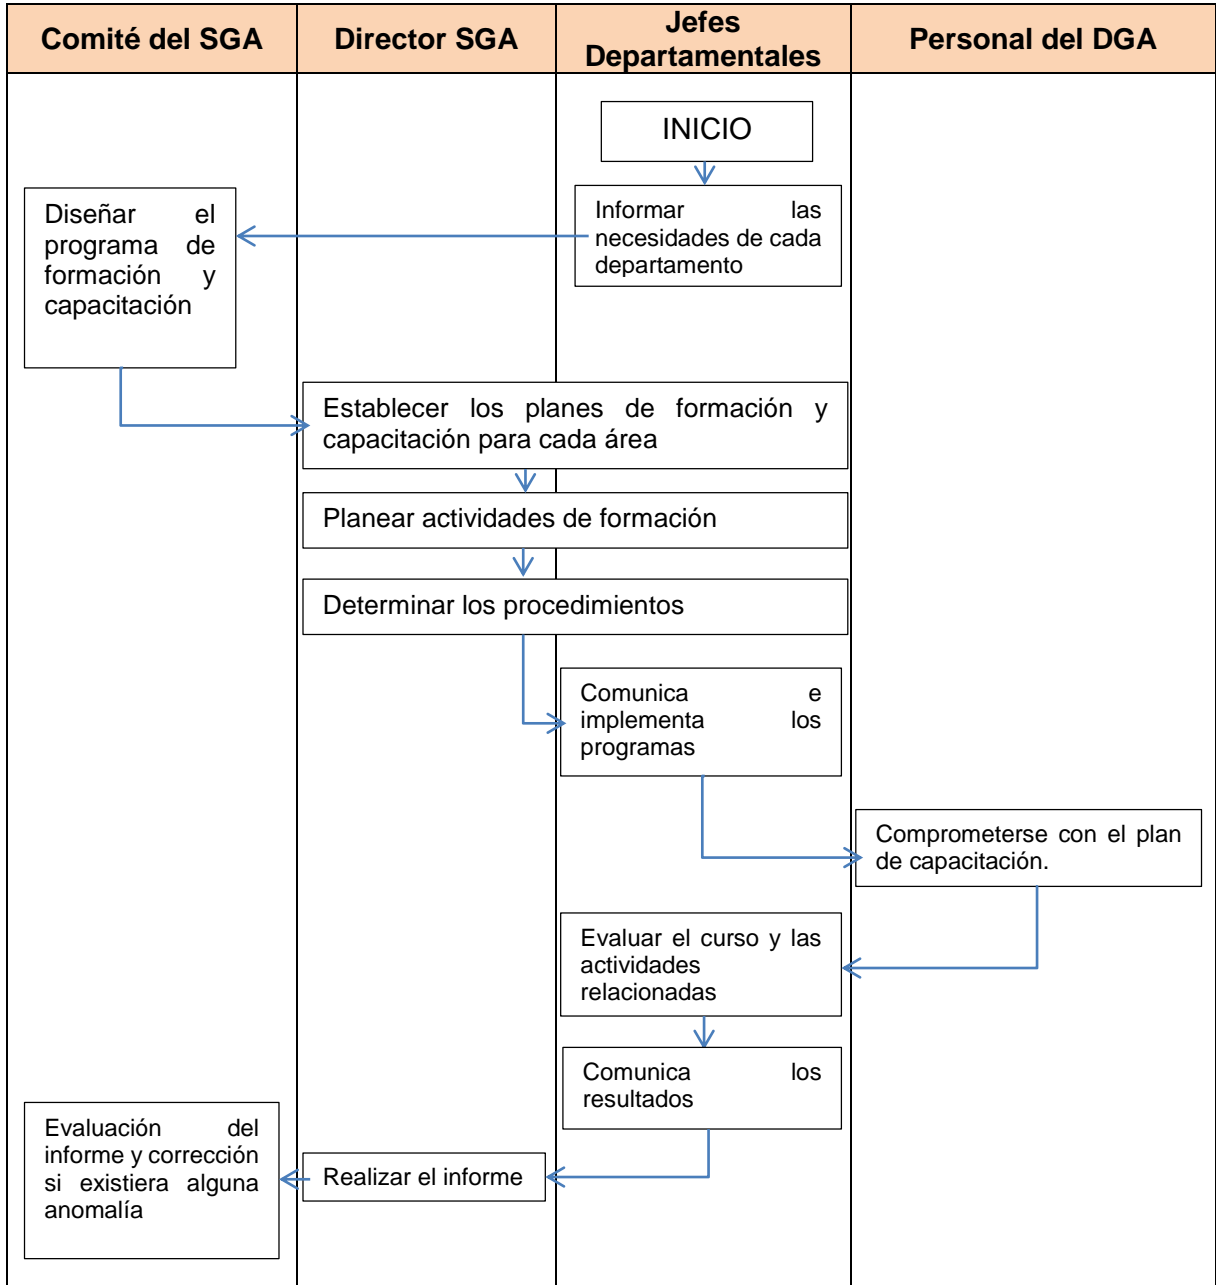 Comité del SGA
Director SGA
Jefes
Departamentales
Personal del DGA
INICIO
Informar las
necesidades de cada
departamento
Diseñar el
programa de
formación y
capacitación
Establecer los planes de formación y
capacitación para cada área
Planear actividades de formación
Determinar los procedimientos
Comunica e
implementa los
programas
Comprometerse con el plan
de capacitación.
Evaluar el curso y las
actividades
relacionadas
Comunica los
resultados
Realizar el informe
Evaluación del
informe y corrección
si existiera alguna
anomalía